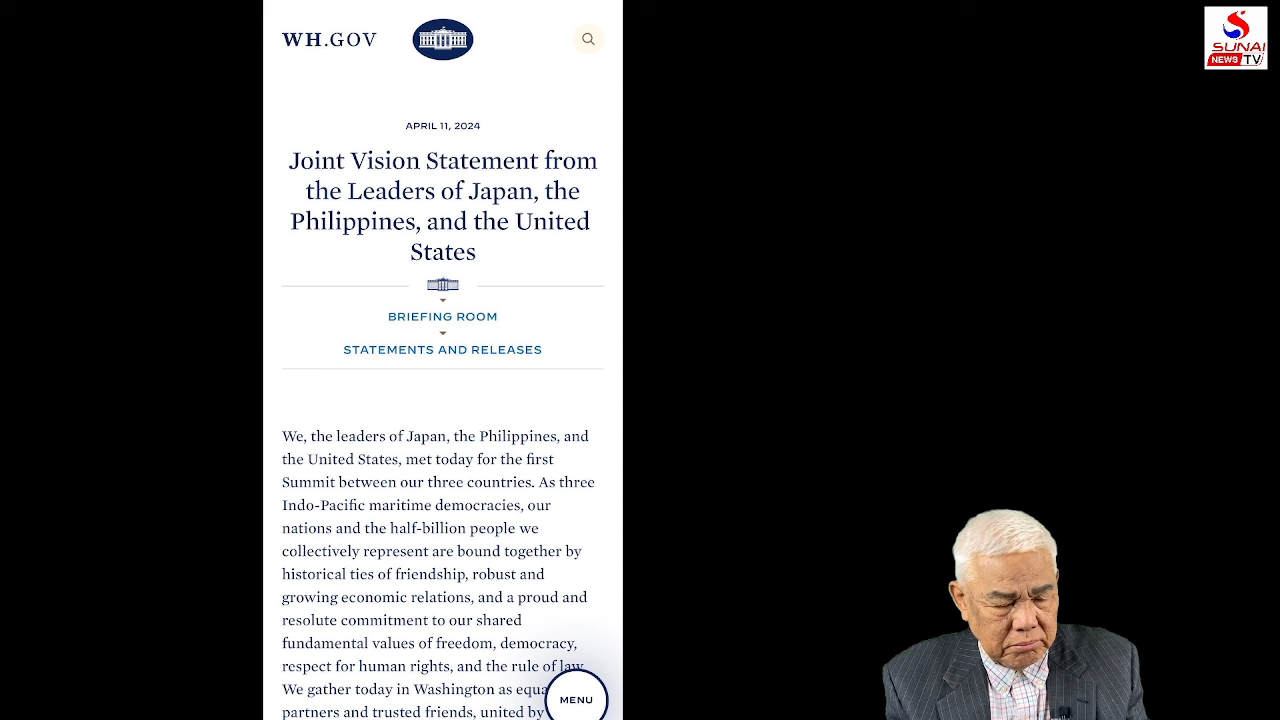 WH.GOV
APRIL 11, 2024
Joint Vision Statement from
the Leaders of Japan, the
Philippines, and the United
States
BRIEFING ROOM
STATEMENTS AND RELEASES
We, the leaders of Japan, the Philippines, and
the United States, met today for the first
Summit between our three countries. As three
Indo-Pacific maritime democracies, our
nations and the half-billion people we
collectively represent are bound together by
historical ties of friendship, robust and
growing economic relations, and a proud and
resolute commitment to our shared
fundamental values of freedom, democracy,
respect for human rights, and the rule of law.
We gather today in Washington as
partners and trusted friends, united by
MENU
SUNAI
NEWS TV